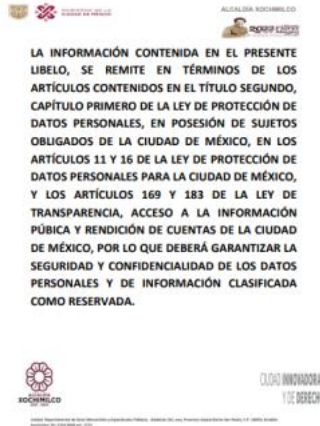 ALCALDÍA XOCHIMILCO
2023
LA INFORMACIÓN CONTENIDA EN EL PRESENTE
LIBELO, SE REMITE EN TÉRMINOS DE LOS
ARTÍCULOS CONTENIDOS EN EL TÍTULO SEGUNDO,
CAPÍTULO PRIMERO DE LA LEY DE PROTECCIÓN DE
DATOS PERSONALES, EN POSESIÓN DE SUJETOS
OBLIGADOS DE LA CIUDAD DE MÉXICO, EN LOS
ARTÍCULOS 11 Y 16 DE LA LEY DE PROTECCIÓN DE
DATOS PERSONALES PARA LA CIUDAD DE MÉXICO,
Y LOS ARTÍCULOS 169 Y 183 DE LA LEY DE
TRANSPARENCIA, ACCESO A LA INFORMACIÓN
PÚBICA Y RENDICIÓN DE CUENTAS DE LA CIUDAD
DE MÉXICO, POR LO QUE DEBERÁ GARANTIZAR LA
SEGURIDAD Y CONFIDENCIALIDAD DE LOS DATOS
PERSONALES Y DE INFORMACIÓN CLASIFICADA
COMO RESERVADA.
ALCALDÍA
XOCHIMILCO
CIUDAD INNOVADORA
Y DE DERECH